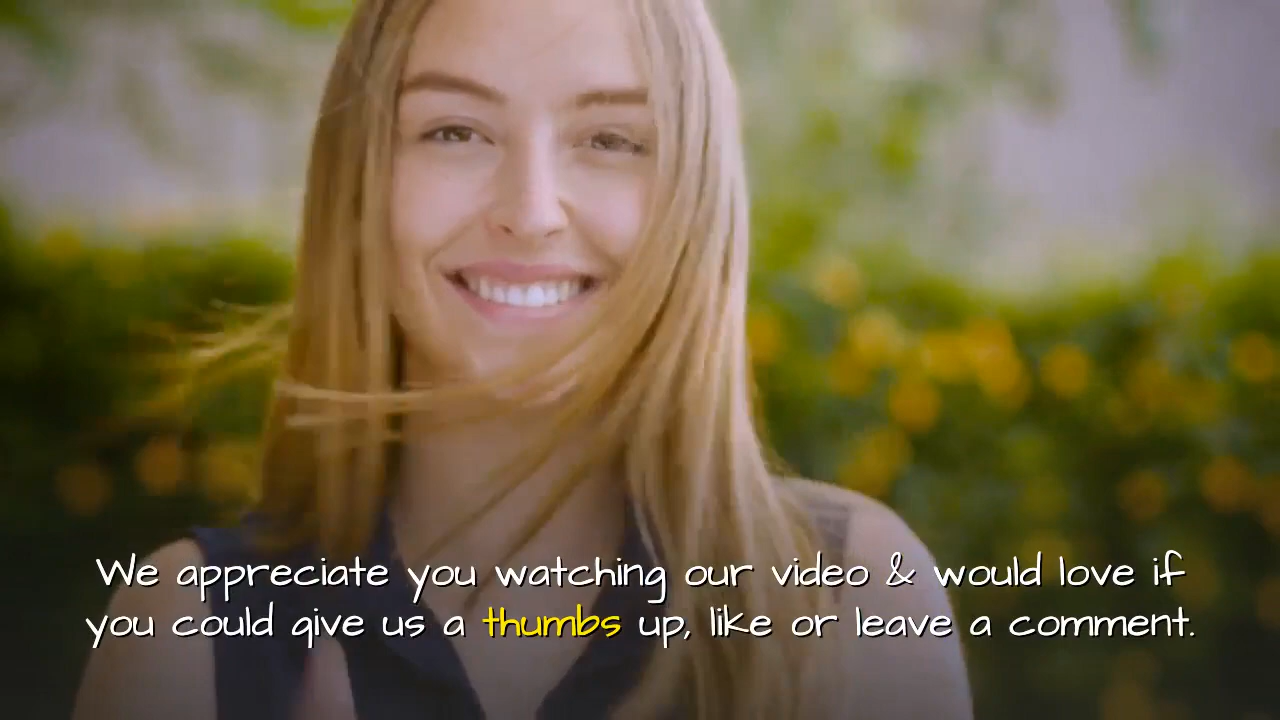 We appreciate you watching our video & would love if
you could give us a thumbs up, like or leave a comment.